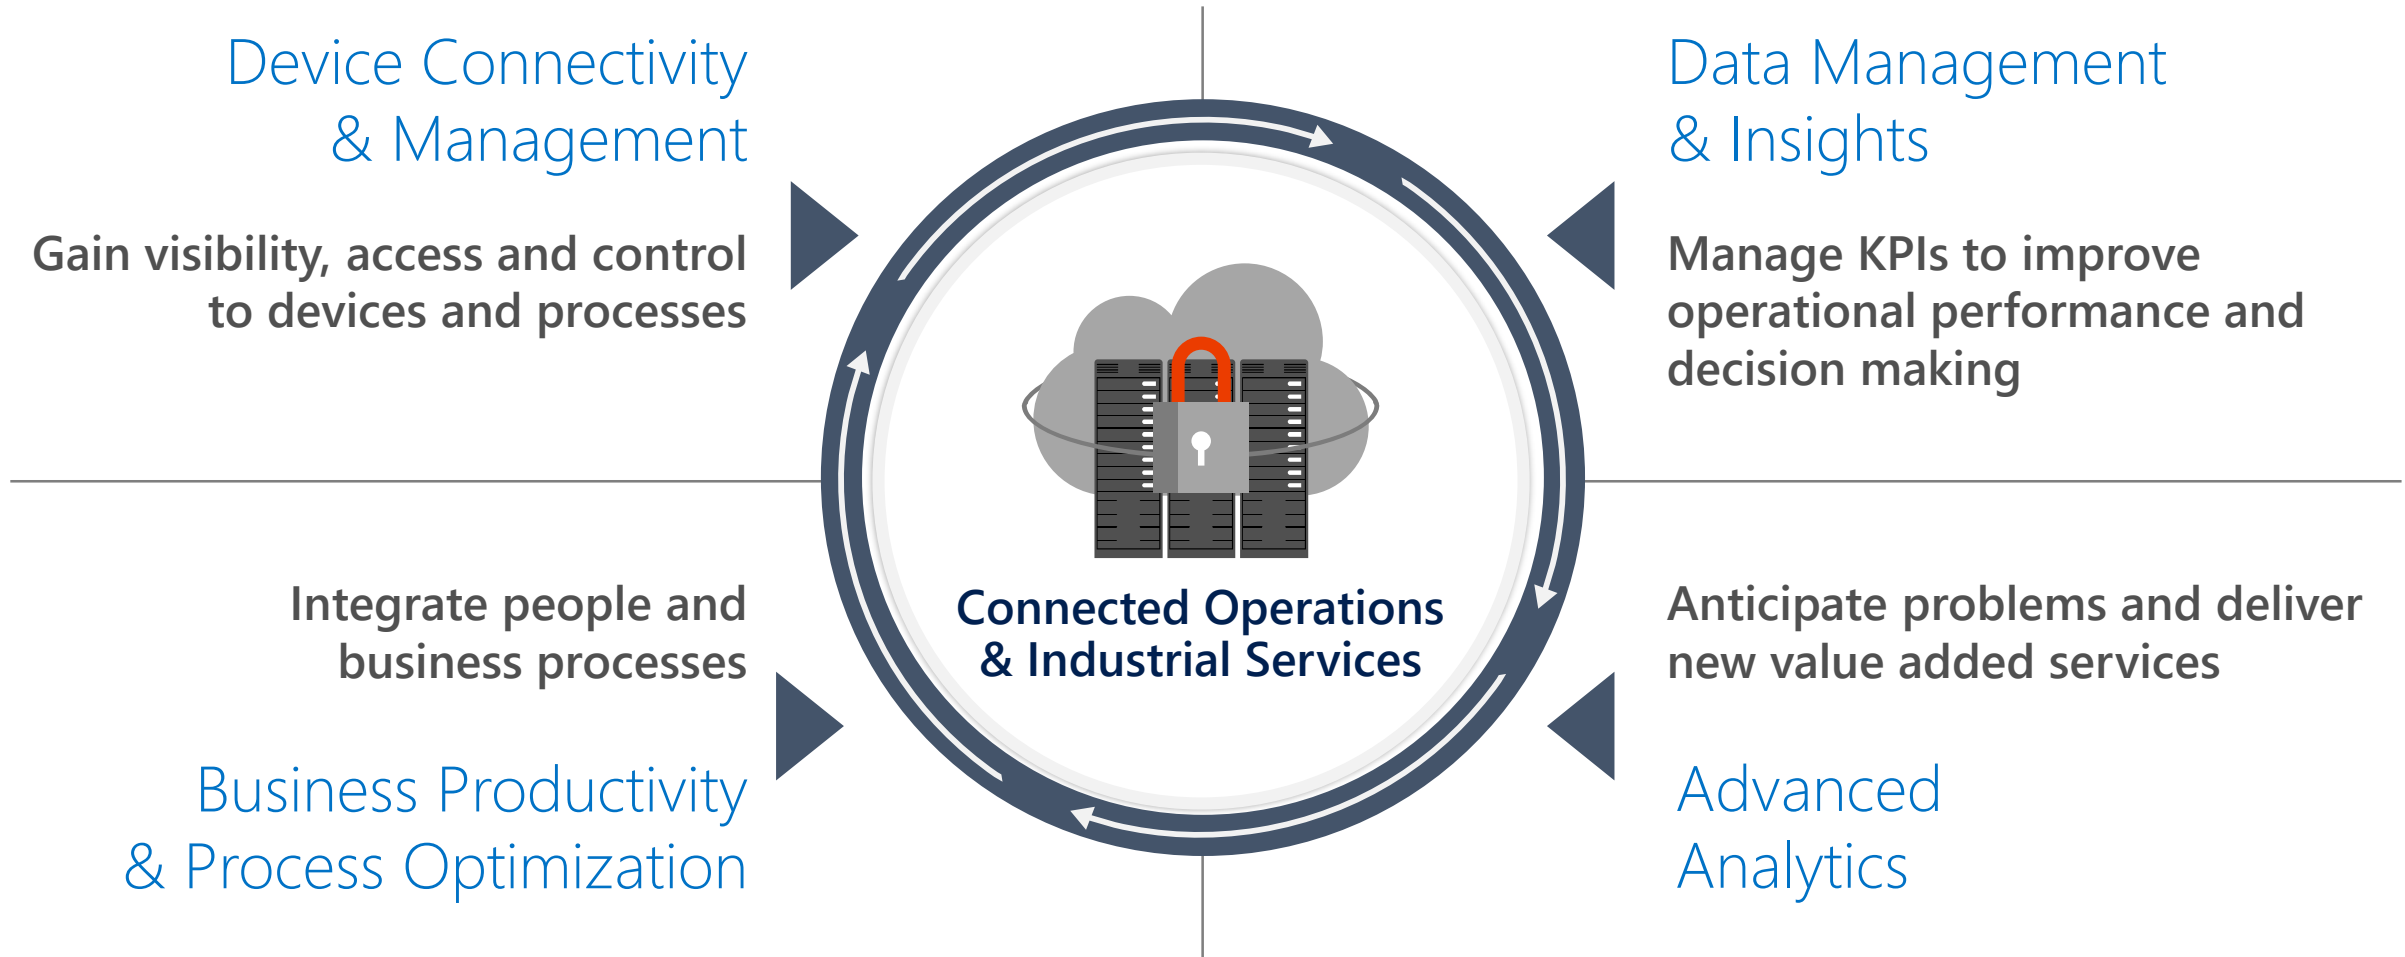 Device Connectivity
& Management
Gain visibility, access and control
to devices and processes
Data Management
& Insights
Manage KPIs to improve
operational performance and
decision making
Connected Operations
& Industrial Services
Integrate people and
business processes
Business Productivity
& Process Optimization
Anticipate problems and deliver
new value added services
Advanced
Analytics